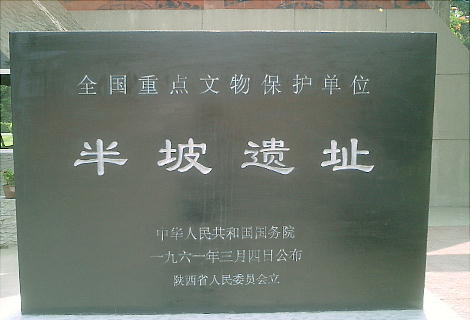 全国重点文物保护单位
半坡遗址
中华人民共和国国务院
一九六一年三月四日公布
陕西省人民委员会立